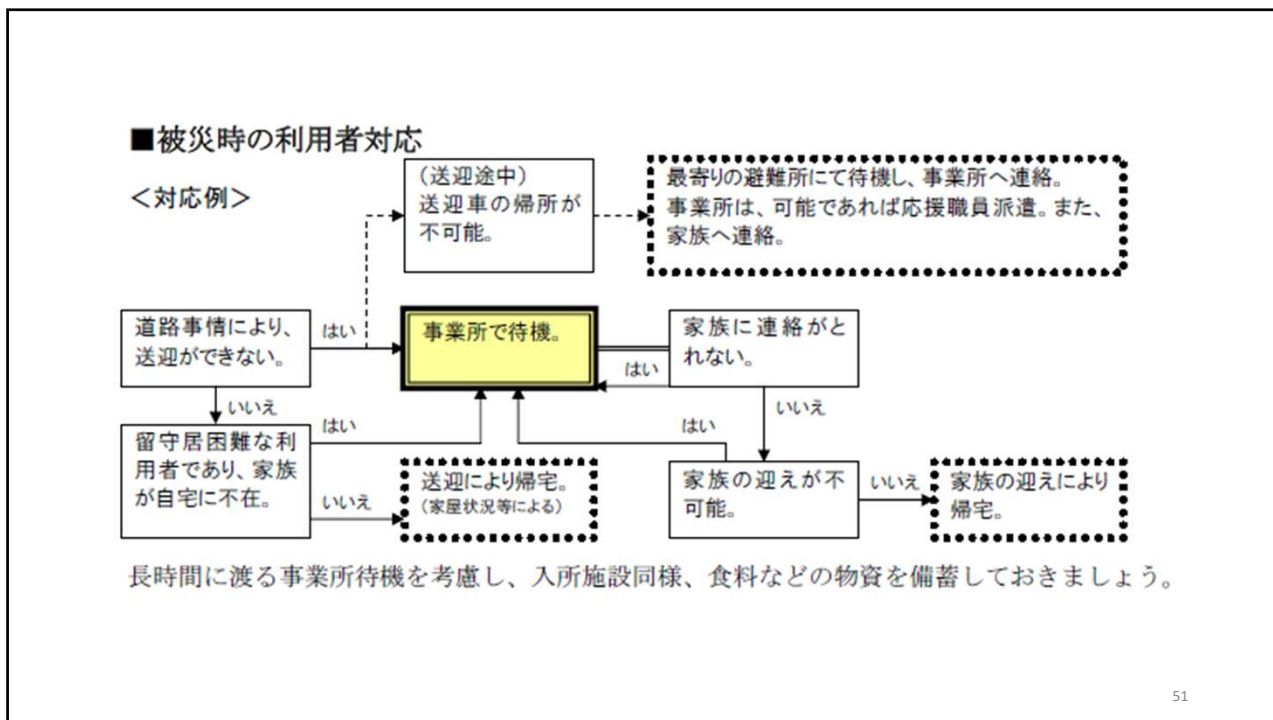 ■被災時の利用者対応
＜対応例＞
（送迎途中）
送迎車の帰所が
不可能。
最寄りの避難所にて待機し、事業所へ連絡。
事業所は、可能であれば応援職員派遣。また、
家族へ連絡。
道路事情により、
送迎ができない。
はい
事業所で待機。
家族に連絡がと
れない。
はい
いいえ
いいえ
留守居困難な利
用者であり、家族
が自宅に不在。
はい
いいえ
送迎により帰宅。
（家屋状況等による）
はい
家族の迎えが不
可能。
いいえ
家族の迎えにより
帰宅。
長時間に渡る事業所待機を考慮し、入所施設同様、食料などの物資を備蓄しておきましょう。
51